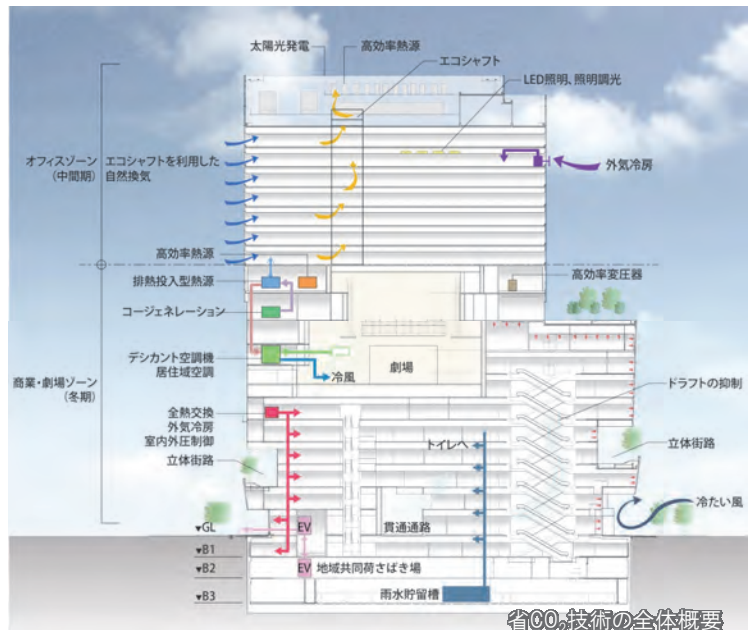 太陽光発電
高効率熱源
エコシャフト
LED照明、照明調光
オフィスゾーン
(中間期)
エコシャフトを利用した
自然換気
外気冷房
高効率熱源
排熱投入型熱源
高効率変圧器
コージェネレーション
デシカント空調機
居住域空調
冷風
劇場
商業・劇場ゾーン
(冬期)
ドラフトの抑制
全熱交換
外気冷房
室内外圧制御
立体街路
トイレへ
立体街路
冷たい風
▼GL
EV
貫通通路
▼B1
▼B2
EV
地域共同荷さばき場
▼B3
雨水貯留槽
省CO₂技術の全体概要